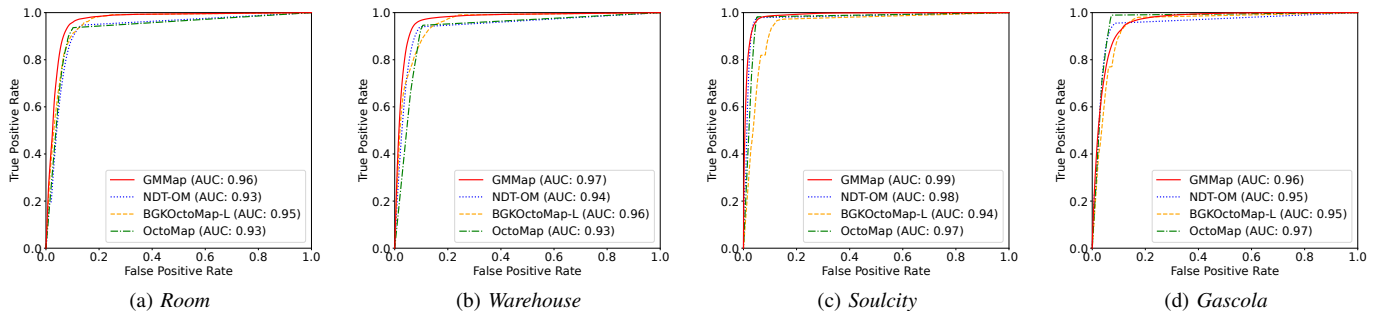 True Positive Rate
1.0
0.8
0.6
0.4
0.2
0.0
GMMap (AUC: 0.96)
NDT-OM (AUC: 0.93)
BGKOctoMap-L (AUC: 0.95)
OctoMap (AUC: 0.93)
0.0 0.2 0.4 0.6 0.8 1.0
False Positive Rate
(a) Room
True Positive Rate
1.0
0.8
0.6
0.4
0.2
0.0
GMMap (AUC: 0.97)
NDT-OM (AUC: 0.94)
BGKOctoMap-L (AUC: 0.96)
OctoMap (AUC: 0.93)
0.0 0.2 0.4 0.6 0.8 1.0
False Positive Rate
(b) Warehouse
True Positive Rate
1.0
0.8
0.6
0.4
0.2
0.0
GMMap (AUC: 0.99)
NDT-OM (AUC: 0.98)
BGKOctoMap-L (AUC: 0.94)
OctoMap (AUC: 0.97)
0.0 0.2 0.4 0.6 0.8 1.0
False Positive Rate
(c) Soulcity
True Positive Rate
1.0
0.8
0.6
0.4
0.2
0.0
GMMap (AUC: 0.96)
NDT-OM (AUC: 0.95)
BGKOctoMap-L (AUC: 0.95)
OctoMap (AUC: 0.97)
0.0 0.2 0.4 0.6 0.8 1.0
False Positive Rate
(d) Gascola